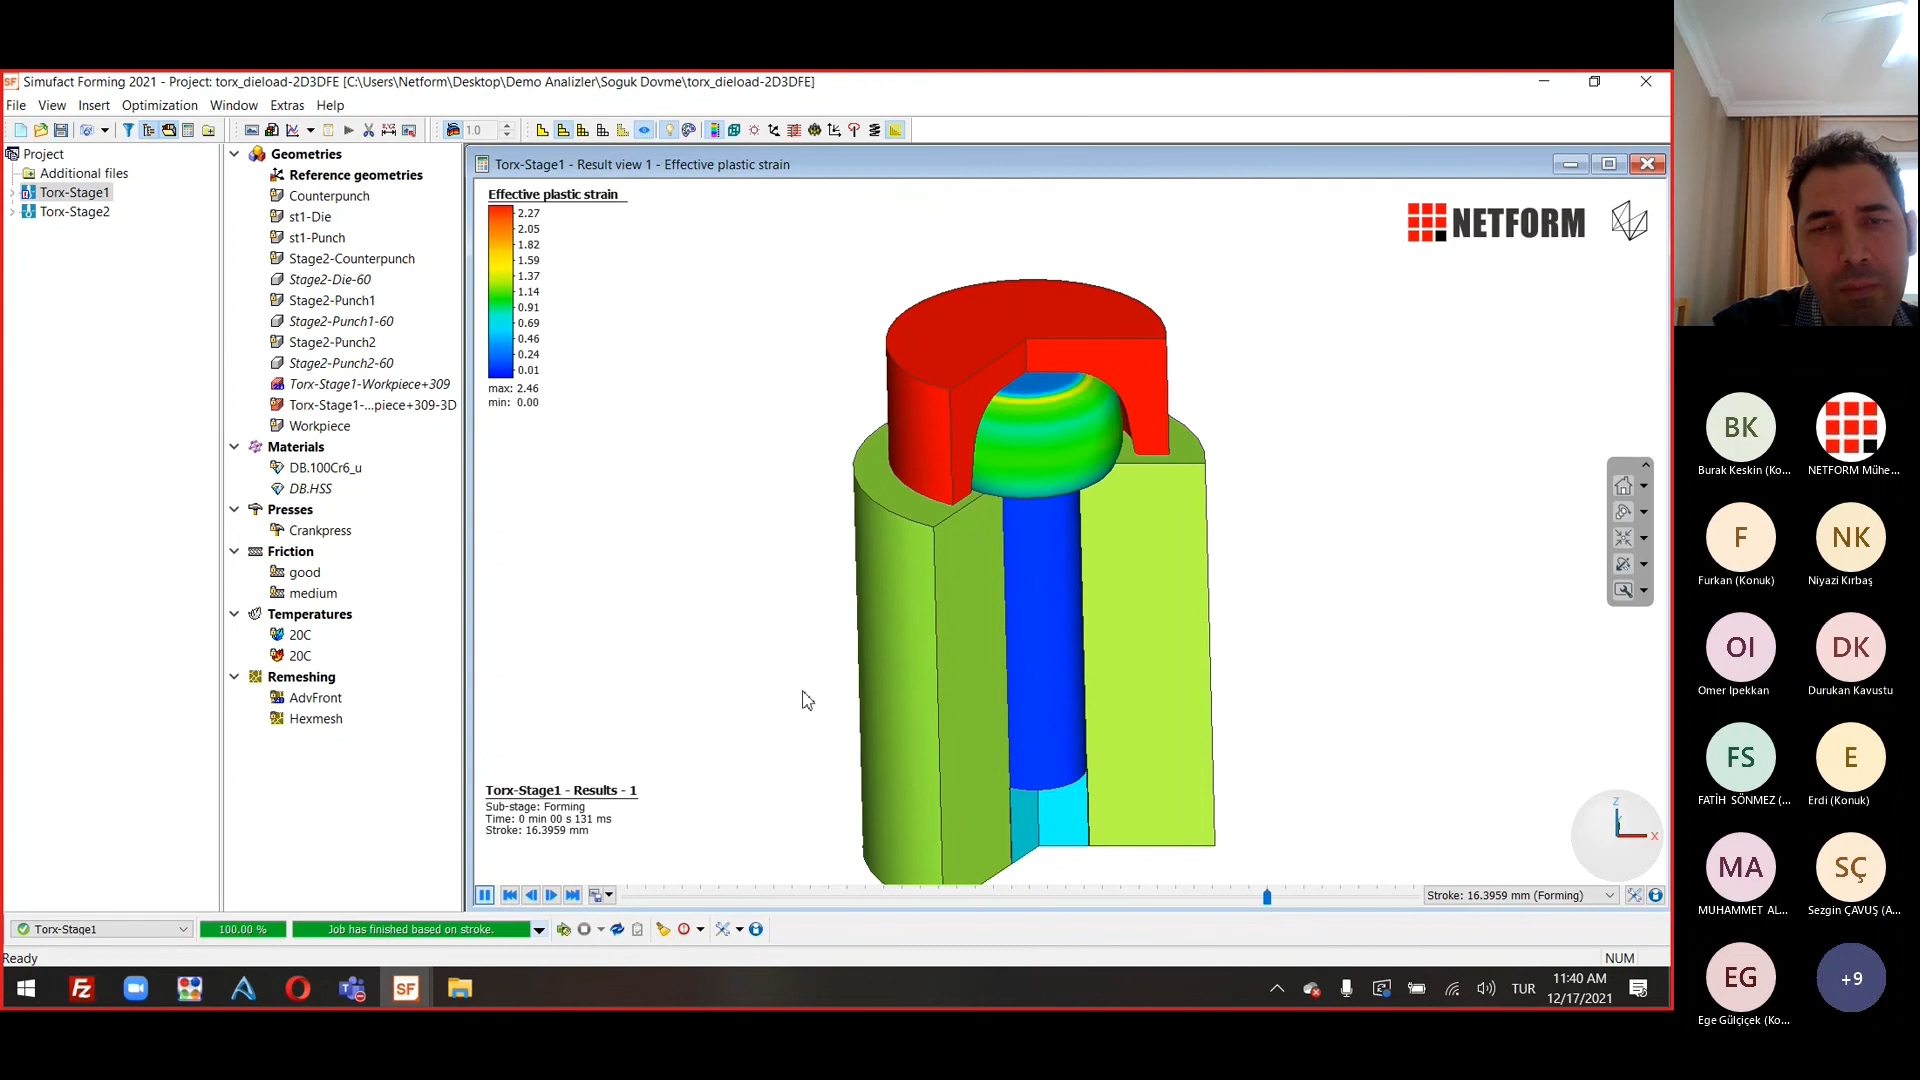 Simufact Forming 2021 - Project: torx_dieload-2D3DFE [C:\Users\Netform\Desktop\Demo Analizler\Soguk Dovme\torx_dieload-2D3DFE]
File View Insert Optimization Window Extras Help
1.0
Project
Additional files
Torx-Stage1
Torx-Stage2
Geometries
Reference geometries
Counterpunch
st1-Die
st1-Punch
Stage2-Counterpunch
Stage2-Die-60
Stage2-Punch1
Stage2-Punch1-60
Stage2-Punch2
Stage2-Punch2-60
Torx-Stage1-Workpiece+309
Torx-Stage1-...piece+309-3D
Workpiece
Materials
DB.100Cr6_u
DB.HSS
Presses
Crankpress
Friction
good
medium
Temperatures
20C
20C
Remeshing
AdvFront
Hexmesh
Torx-Stage1 - Result view 1 - Effective plastic strain
Effective plastic strain
2.27
2.05
1.82
1.59
1.37
1.14
0.91
0.69
0.46
0.24
0.01
max: 2.46
min: 0.00
NETFORM
Torx-Stage1 - Results - 1
Sub-stage: Forming
Time: 0 min 00 s 131 ms
Stroke: 16.3959 mm
Z
X
Stroke: 16.3959 mm (Forming)
Torx-Stage1
100.00 %
Job has finished based on stroke.
Ready
NUM
TUR
11:40 AM
12/17/2021
BK
Burak Keskin (Ko...
NETFORM Mühe...
F
Furkan (Konuk)
NK
Niyazi Kırbaş
OI
Omer Ipekkan
DK
Durukan Kavustu
FS
FATİH SÖNMEZ (...
E
Erdi (Konuk)
MA
MUHAMMET AL...
SÇ
Sezgin ÇAVUŞ (A...
EG
Ege Gülçiçek (Ko...
+9